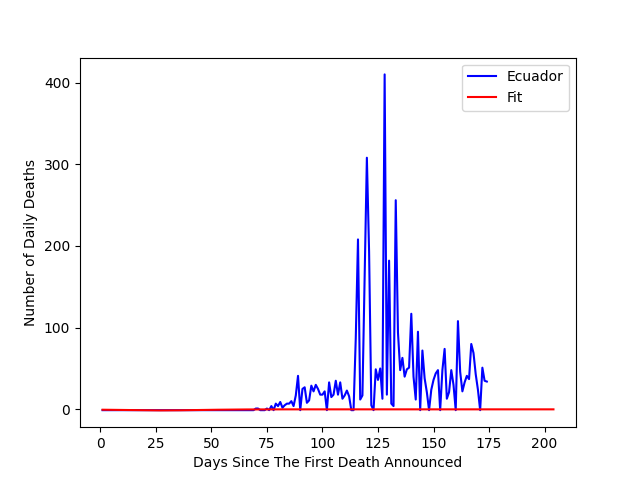 Ecuador
Fit
400
300
200
100
0
Number of Daily Deaths
0 25 50 75 100 125 150 175 200
Days Since The First Death Announced